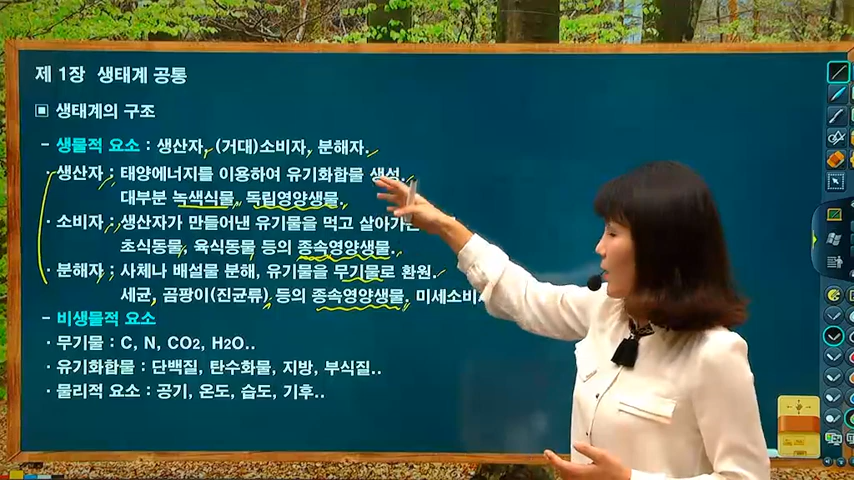 제 1장 생태계 공통
▣ 생태계의 구조
- 생물적 요소 : 생산자, (거대)소비자, 분해자.
· 생산자 : 태양에너지를 이용하여 유기화합물 생성.
대부분 녹색식물, 독립영양생물.
· 소비자 : 생산자가 만들어낸 유기물을 먹고 살아가는
초식동물, 육식동물 등의 종속영양생물.
· 분해자 : 사체나 배설물 분해, 유기물을 무기물로 환원.
세균, 곰팡이(진균류) 등의 종속영양생물, 미세소비
- 비생물적 요소
· 무기물 : C, N, CO2, H2O..
· 유기화합물 : 단백질, 탄수화물, 지방, 부식질..
· 물리적 요소 : 공기, 온도, 습도, 기후..